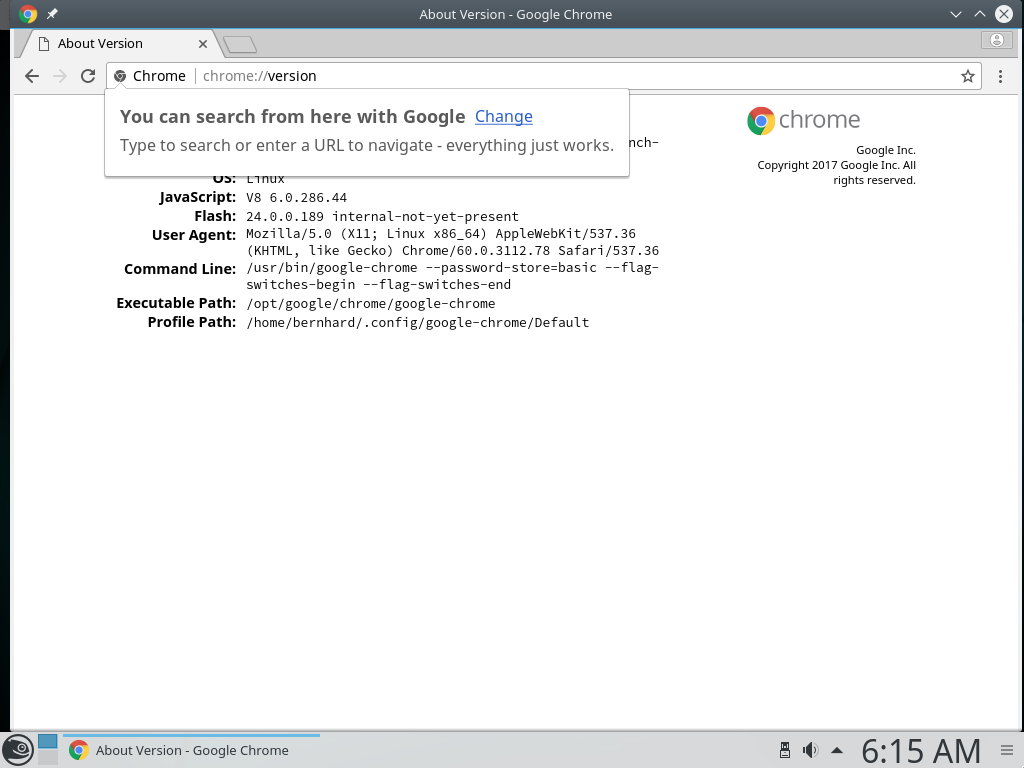 About Version - Google Chrome
About Version
Chrome chrome://version
You can search from here with Google Change
Type to search or enter a URL to navigate - everything just works.
nch-
chrome
Google Inc.
Copyright 2017 Google Inc. All
rights reserved.
OS: Linux
JavaScript: V8 6.0.286.44
Flash: 24.0.0.189 internal-not-yet-present
User Agent: Mozilla/5.0 (X11; Linux x86_64) AppleWebKit/537.36
(KHTML, like Gecko) Chrome/60.0.3112.78 Safari/537.36
Command Line: /usr/bin/google-chrome --password-store=basic --flag-
switches-begin --flag-switches-end
Executable Path: /opt/google/chrome/google-chrome
Profile Path: /home/bernhard/.config/google-chrome/Default
About Version - Google Chrome
6:15 AM